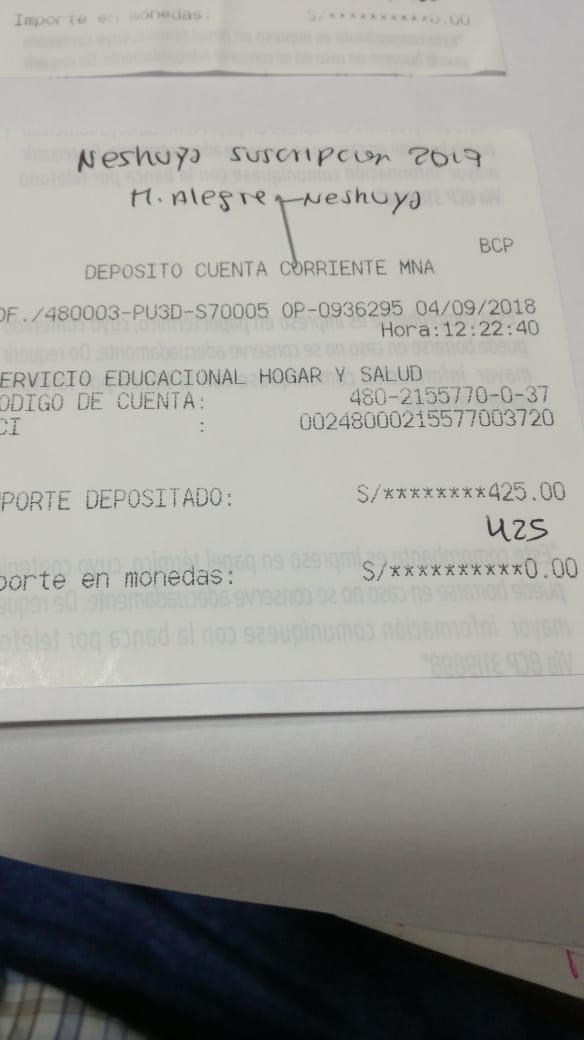 Importe en monedas: S/**********0.00
Neshuya suscripcion 2019
M. Alegre - Neshuya
BCP
DEPOSITO CUENTA CORRIENTE MNA
OF./480003-PU3D-S70005 OP-0936295 04/09/2018
Hora:12:22:40
ERVICIO EDUCACIONAL HOGAR Y SALUD
ODIGO DE CUENTA: 480-2155770-0-37
CI : 00248000215577003720
PORTE DEPOSITADO: S/********425.00
425
porte en monedas: S/**********0.00